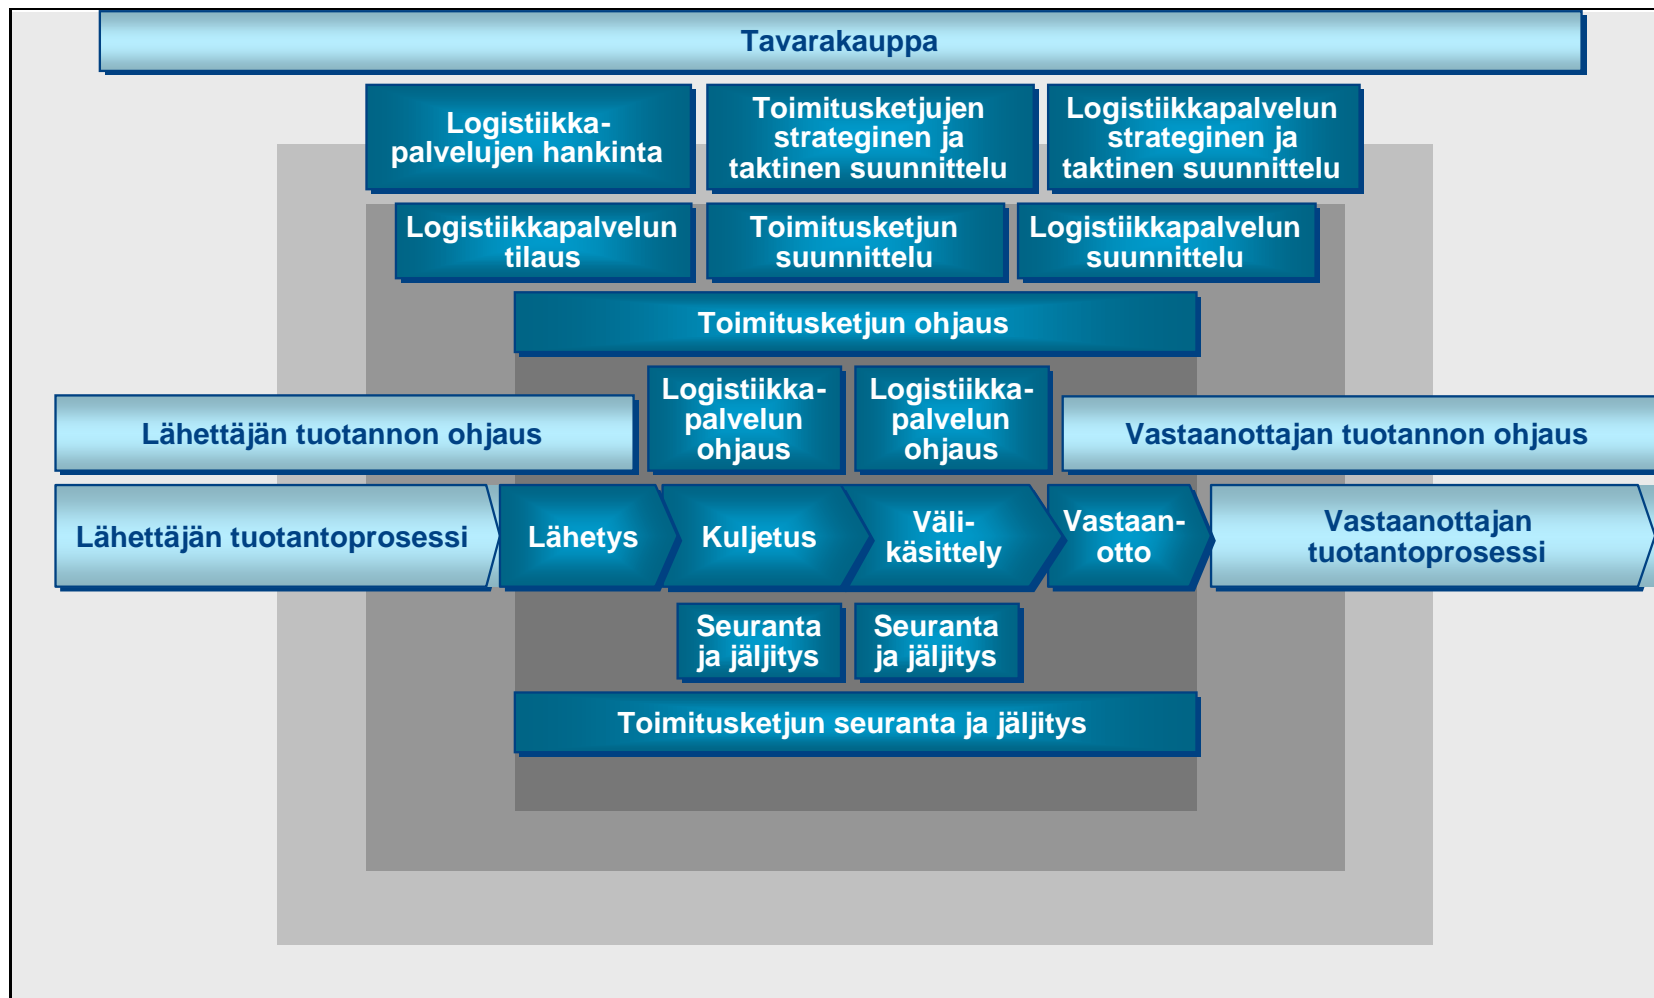 Tavarakauppa
Logistiikka-
palvelujen hankinta
Toimitusketjujen
strateginen ja
taktinen suunnittelu
Logistiikkapalvelun
strateginen ja
taktinen suunnittelu
Logistiikkapalvelun
tilaus
Toimitusketjun
suunnittelu
Logistiikkapalvelun
suunnittelu
Toimitusketjun ohjaus
Lähettäjän tuotannon ohjaus
Logistiikka-
palvelun
ohjaus
Logistiikka-
palvelun
ohjaus
Vastaanottajan tuotannon ohjaus
Lähettäjän tuotantoprosessi
Lähetys
Kuljetus
Väli-
käsittely
Vastaan-
otto
Vastaanottajan
tuotantoprosessi
Seuranta
ja jäljitys
Seuranta
ja jäljitys
Toimitusketjun seuranta ja jäljitys